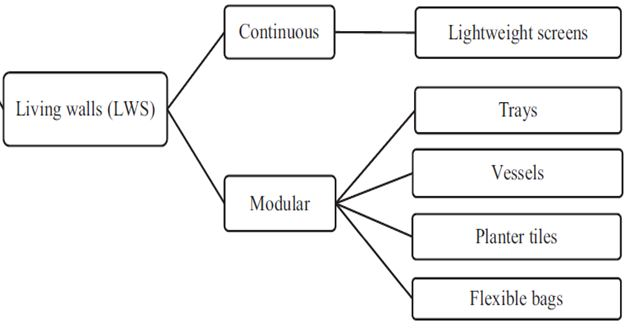 Living walls (LWS)
Continuous
Lightweight screens
Modular
Trays
Vessels
Planter tiles
Flexible bags